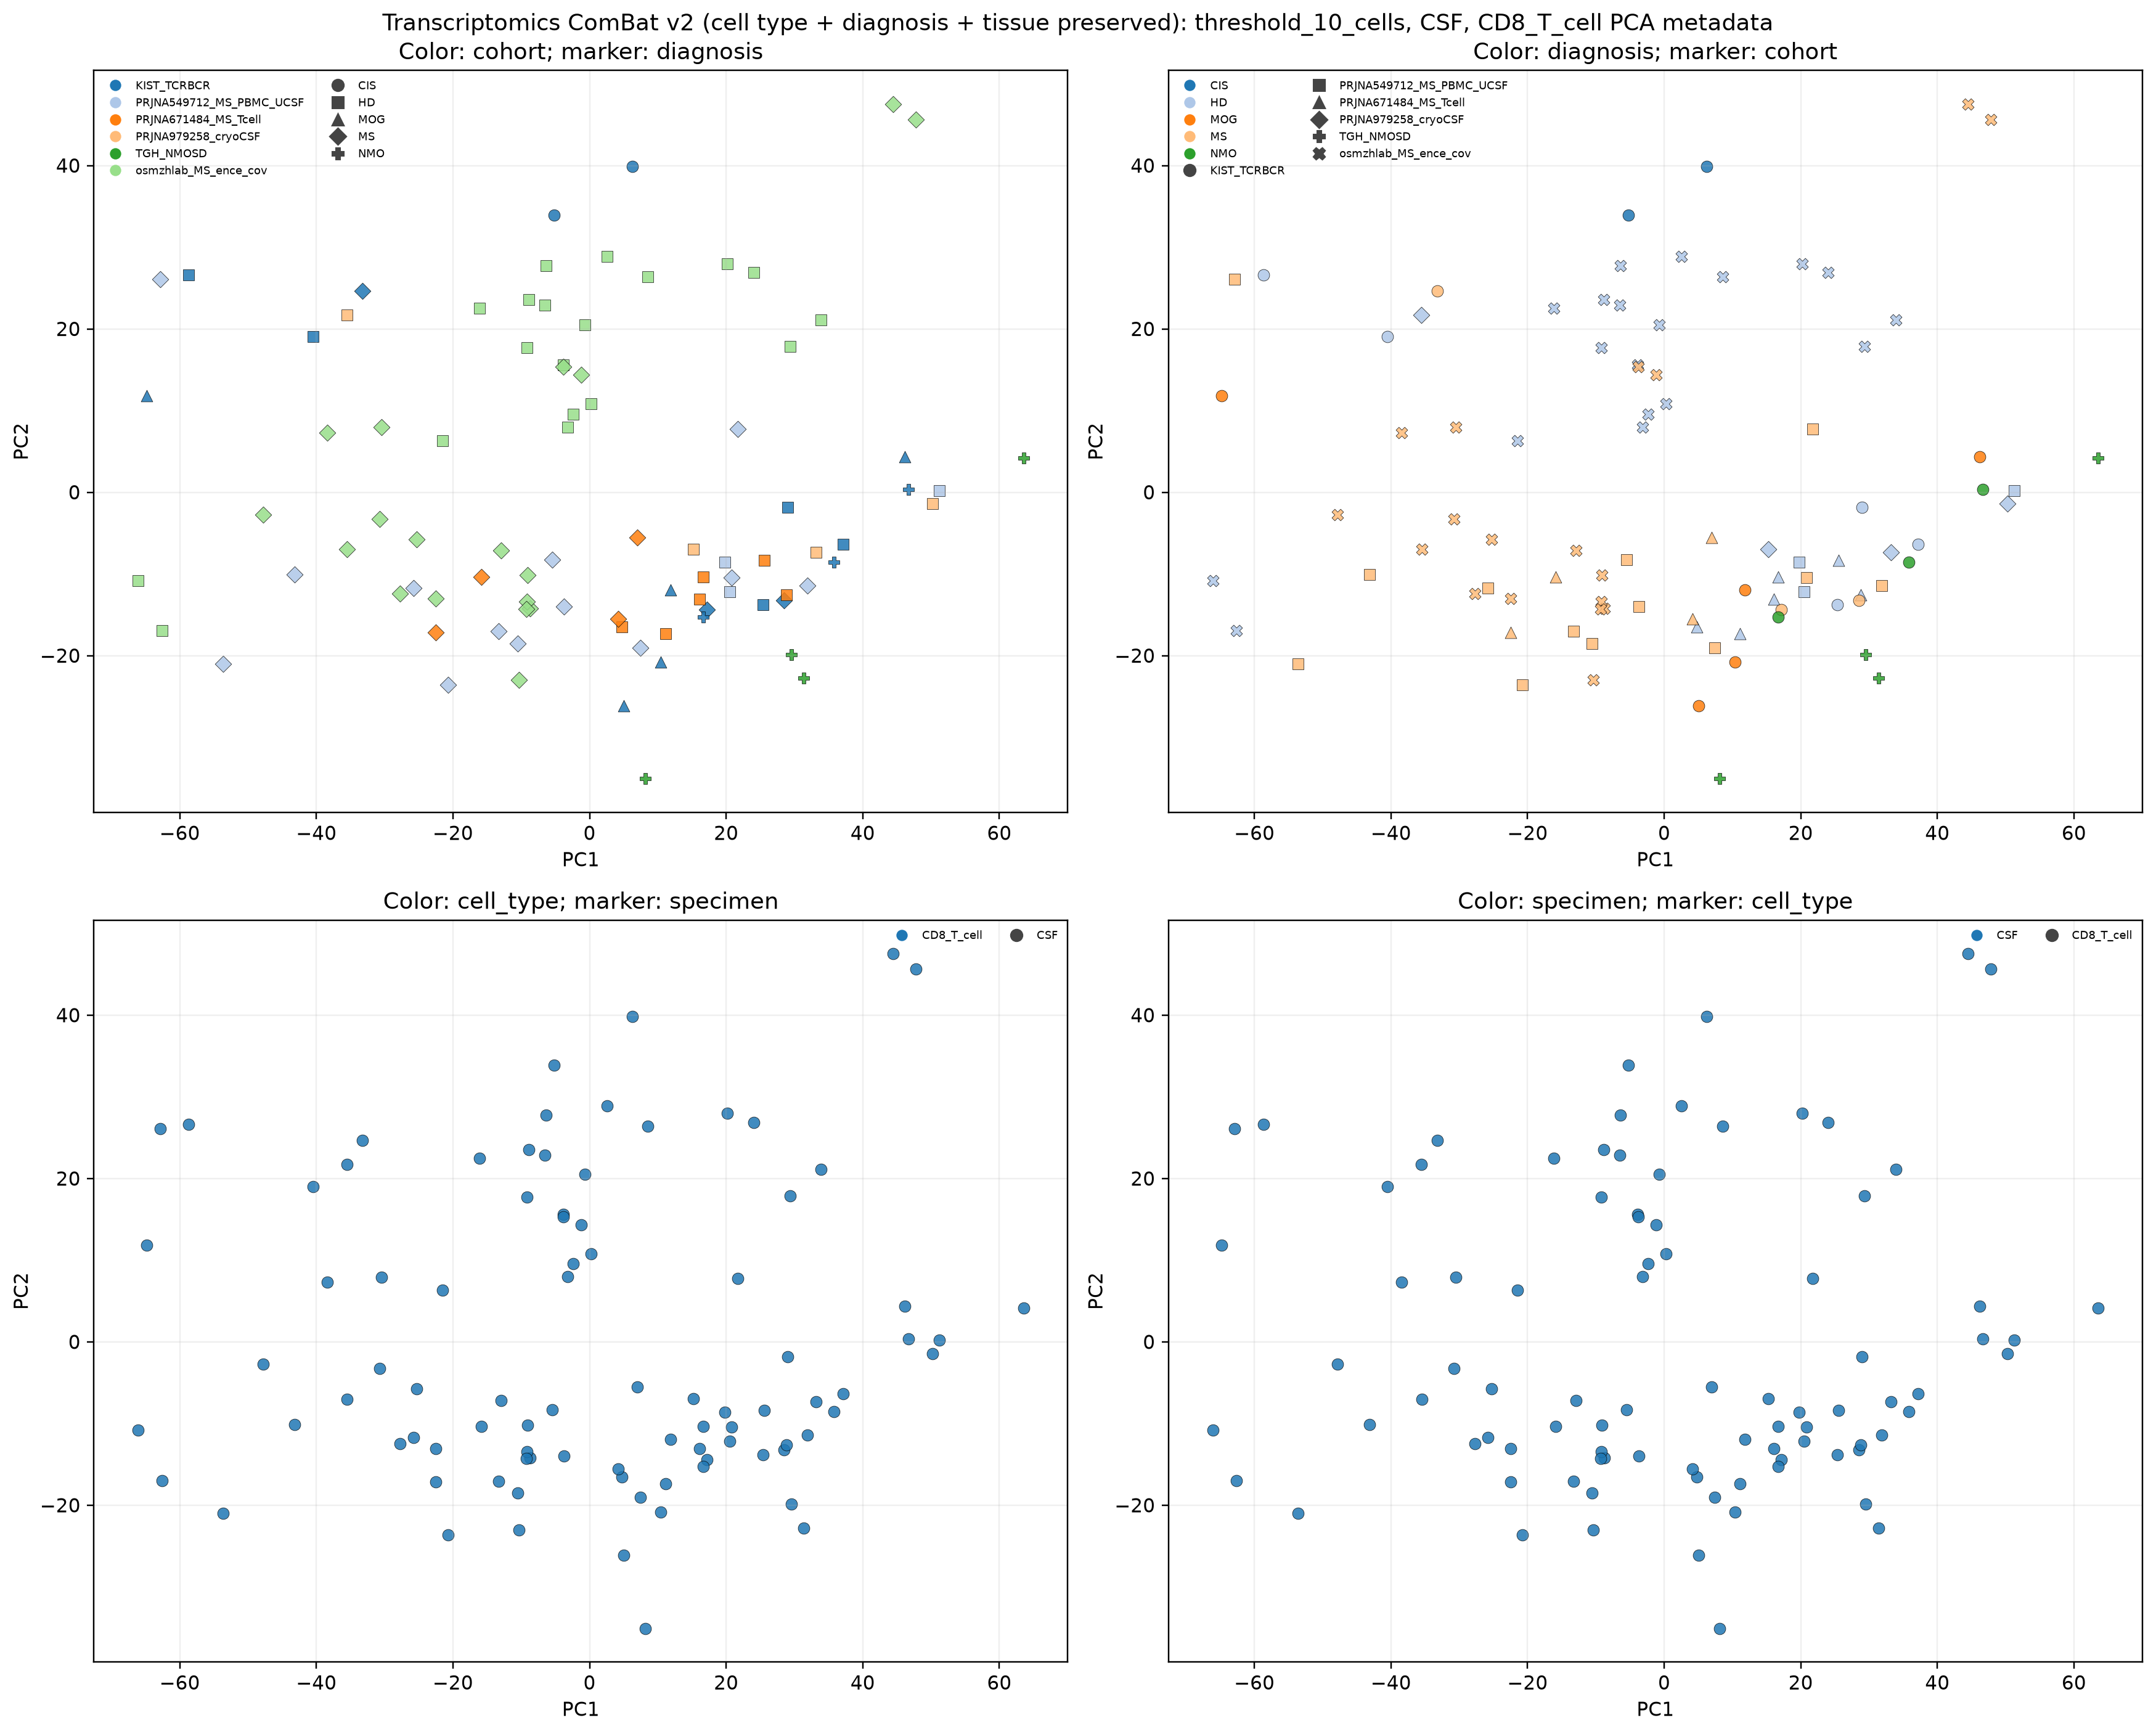 Transcriptomics ComBat v2 (cell type + diagnosis + tissue preserved): threshold_10_cells, CSF, CD8_T_cell PCA metadata
Color: cohort; marker: diagnosis
KIST_TCRBCR
PRJNA549712_MS_PBMC_UCSF
PRJNA671484_MS_Tcell
PRJNA979258_cryoCSF
TGH_NMOSD
osmzhlab_MS_ence_cov
CIS
HD
MOG
MS
NMO
40
20
0
−20
PC2
−60 −40 −20 0 20 40 60
PC1
Color: diagnosis; marker: cohort
CIS
HD
MOG
MS
NMO
KIST_TCRBCR
PRJNA549712_MS_PBMC_UCSF
PRJNA671484_MS_Tcell
PRJNA979258_cryoCSF
TGH_NMOSD
osmzhlab_MS_ence_cov
40
20
0
−20
PC2
−60 −40 −20 0 20 40 60
PC1
Color: cell_type; marker: specimen
CD8_T_cell CSF
40
20
0
−20
PC2
−60 −40 −20 0 20 40 60
PC1
Color: specimen; marker: cell_type
CSF CD8_T_cell
40
20
0
−20
PC2
−60 −40 −20 0 20 40 60
PC1